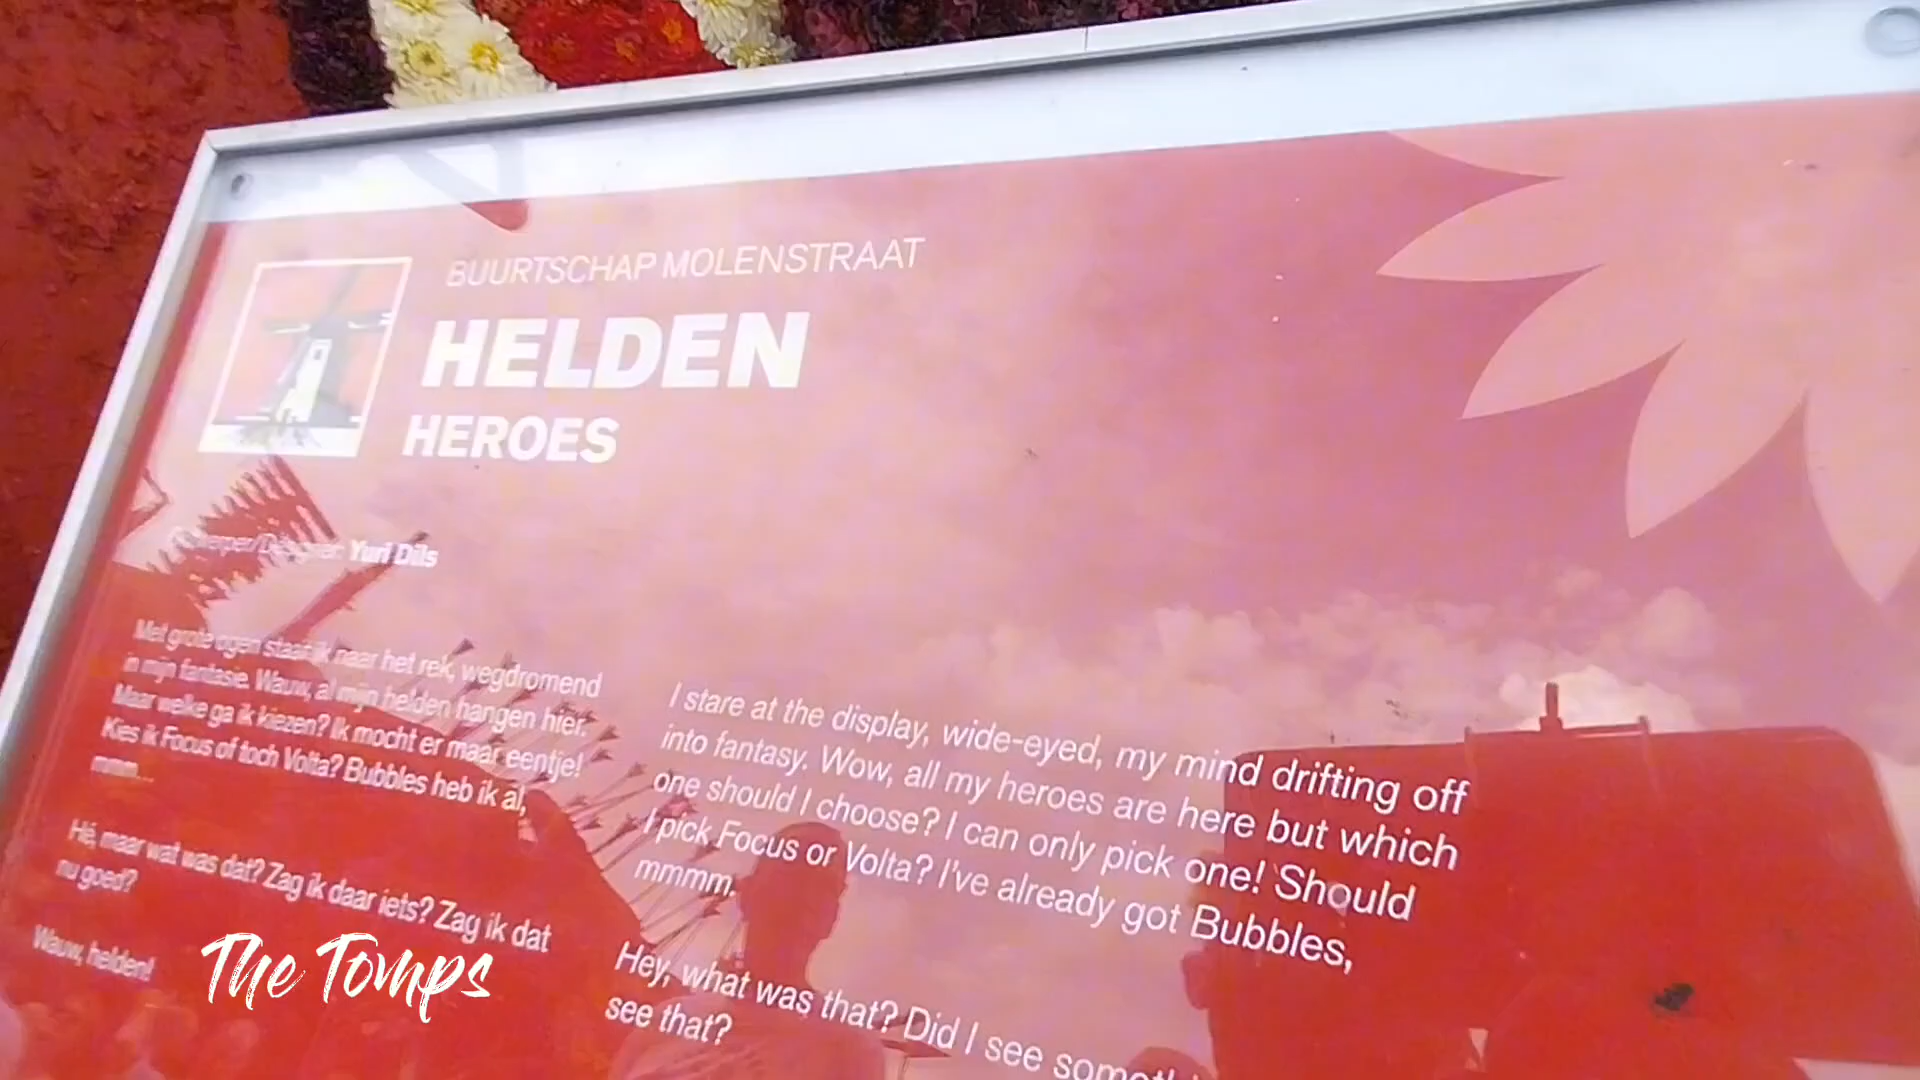 BUURTSCHAP MOLENSTRAAT
HELDEN
HEROES
Ontwerper/Designer: Yuri Dils
Met grote ogen staar ik naar het rek, wegdromend
in mijn fantasie. Wauw, al mijn helden hangen hier.
Maar welke ga ik kiezen? Ik mocht er maar eentje!
Kies ik Focus of toch Volta? Bubbles heb ik al,
mmm...
Hé, maar wat was dat? Zag ik daar iets? Zag ik dat
nu goed?
Wauw, helden!
I stare at the display, wide-eyed, my mind drifting off
into fantasy. Wow, all my heroes are here but which
one should I choose? I can only pick one! Should
I pick Focus or Volta? I've already got Bubbles,
mmmm.
Hey, what was that? Did I see
see that?
The Tomps